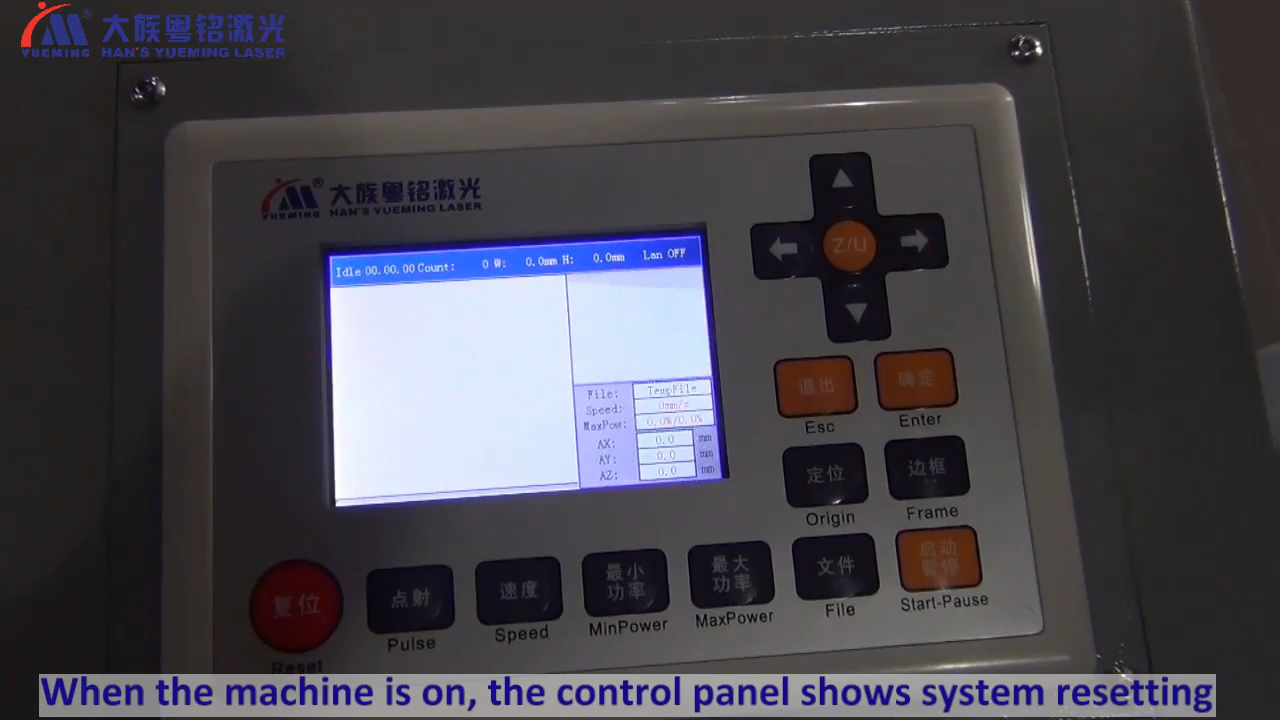 YUEMING ® 大族粤铭激光
HAN'S YUEMING LASER
YUEMING ® 大族粤铭激光
HAN'S YUEMING LASER
Idle 00.00.00 Count: 0 W: 0.0mm H: 0.0mm Lan OFF
File: TempFile
Speed: 0mm/s
MaxPow: 0.0%/0.0%
AX: 0.0 mm
AY: 0.0 mm
AZ: 0.0 mm
Z/U
退出 确定
Esc Enter
定位 边框
Origin Frame
复位 点射 速度 最小功率 最大功率 文件 启动暂停
Reset Pulse Speed MinPower MaxPower File Start-Pause
When the machine is on, the control panel shows system resetting